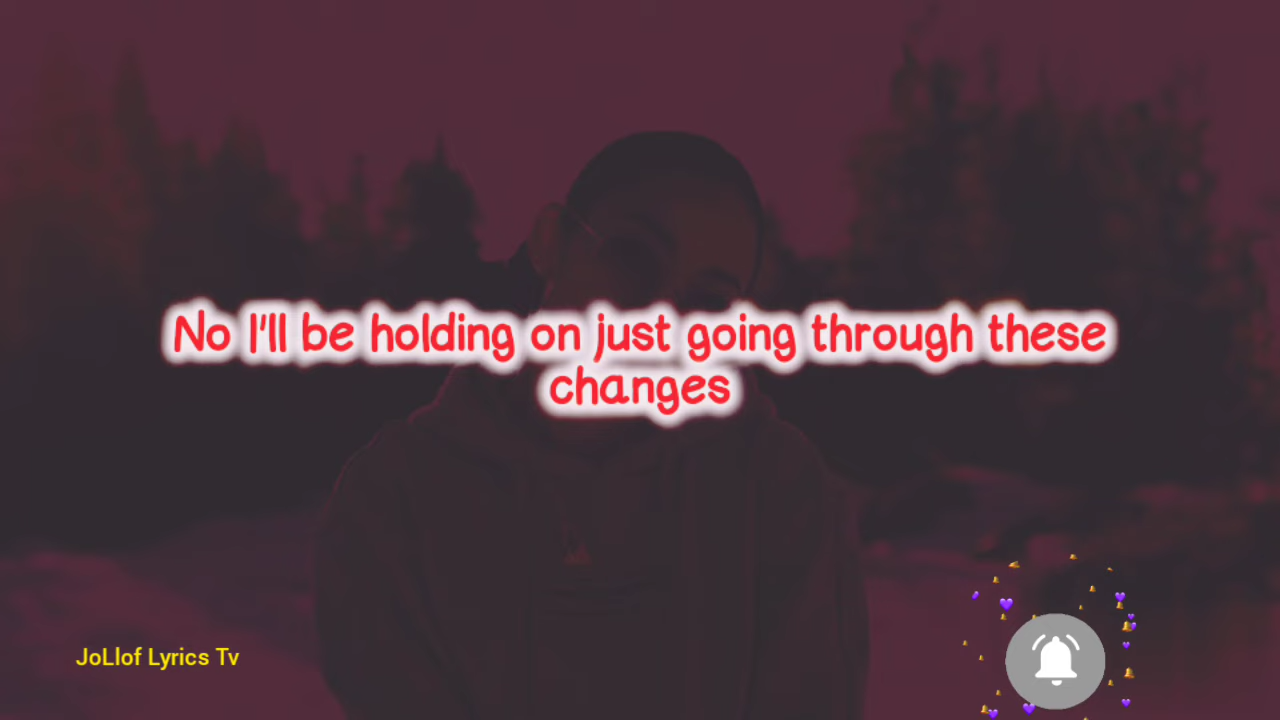 No I'll be holding on just going through these
changes
JoLlof Lyrics Tv